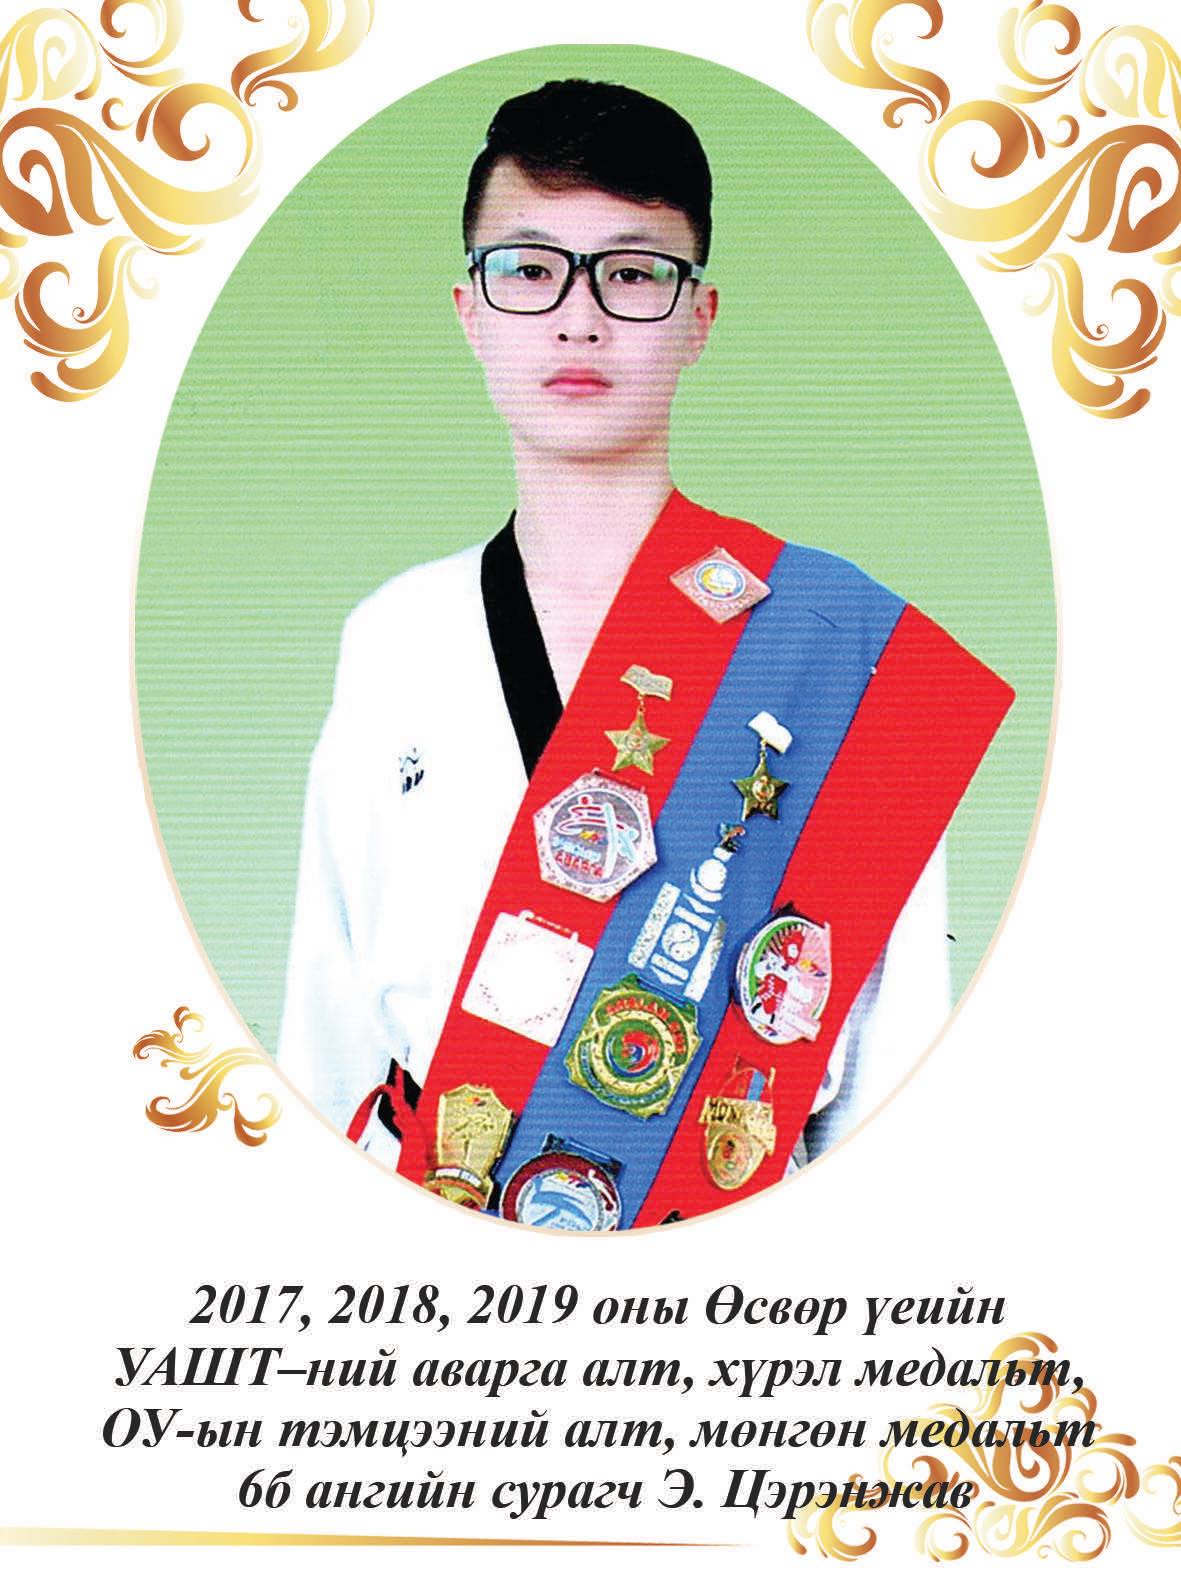 2017, 2018, 2019 оны Өсвөр үеийн
УАШТ–ний аварга алт, хүрэл медальт,
ОУ-ын тэмцээний алт, мөнгөн медальт
6б ангийн сурагч Э. Цэрэнжав